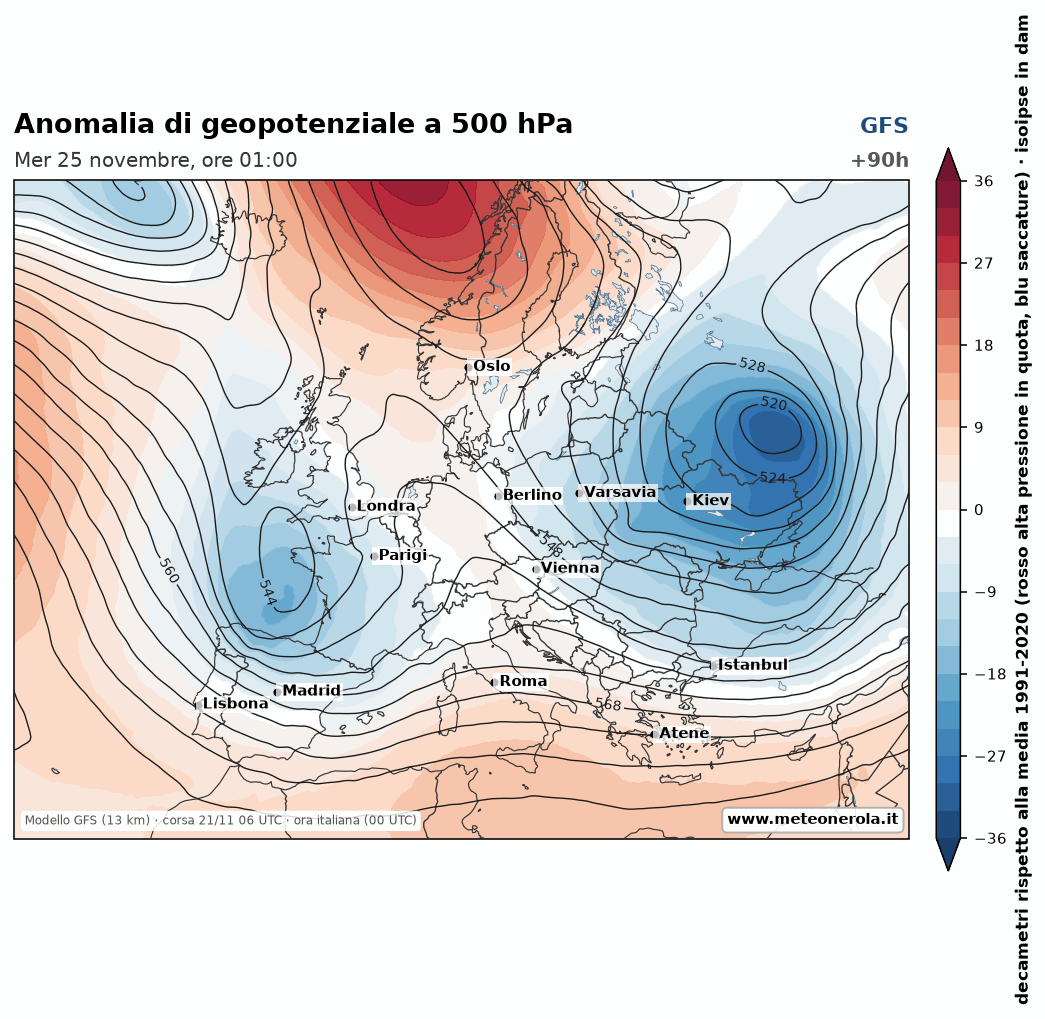 Anomalia di geopotenziale a 500 hPa
GFS
Mer 25 novembre, ore 01:00
+90h
36
27
18
9
0
−9
−18
−27
−36
decametri rispetto alla media 1991-2020 (rosso alta pressione in quota, blu saccature) · isoipse in dam
528
520
524
Oslo
Berlino
Varsavia
Kiev
Londra
Parigi
548
Vienna
560
544
Istanbul
Roma
Madrid
Lisbona
568
Atene
Modello GFS (13 km) · corsa 21/11 06 UTC · ora italiana (00 UTC)
www.meteonerola.it